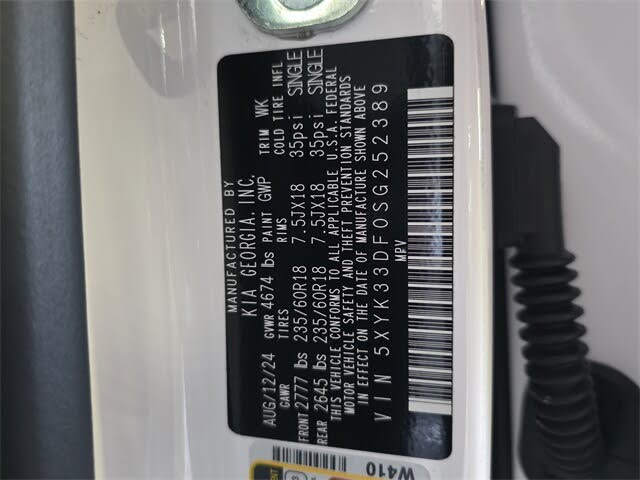 MANUFACTURED BY
KIA GEORGIA, INC.
AUG/12/24 GVWR 4674 lbs PAINT GWP TRIM WK
GAWR TIRES RIMS COLD TIRE INFL
FRONT 2777 lbs 235/60R18 7.5JX18 35psi SINGLE
REAR 2645 lbs 235/60R18 7.5JX18 35psi SINGLE
THIS VEHICLE CONFORMS TO ALL APPLICABLE U.S.A. FEDERAL
MOTOR VEHICLE SAFETY AND THEFT PREVENTION STANDARDS
IN EFFECT ON THE DATE OF MANUFACTURE SHOWN ABOVE
VIN 5XYK33DF0SG252389
MPV
W410